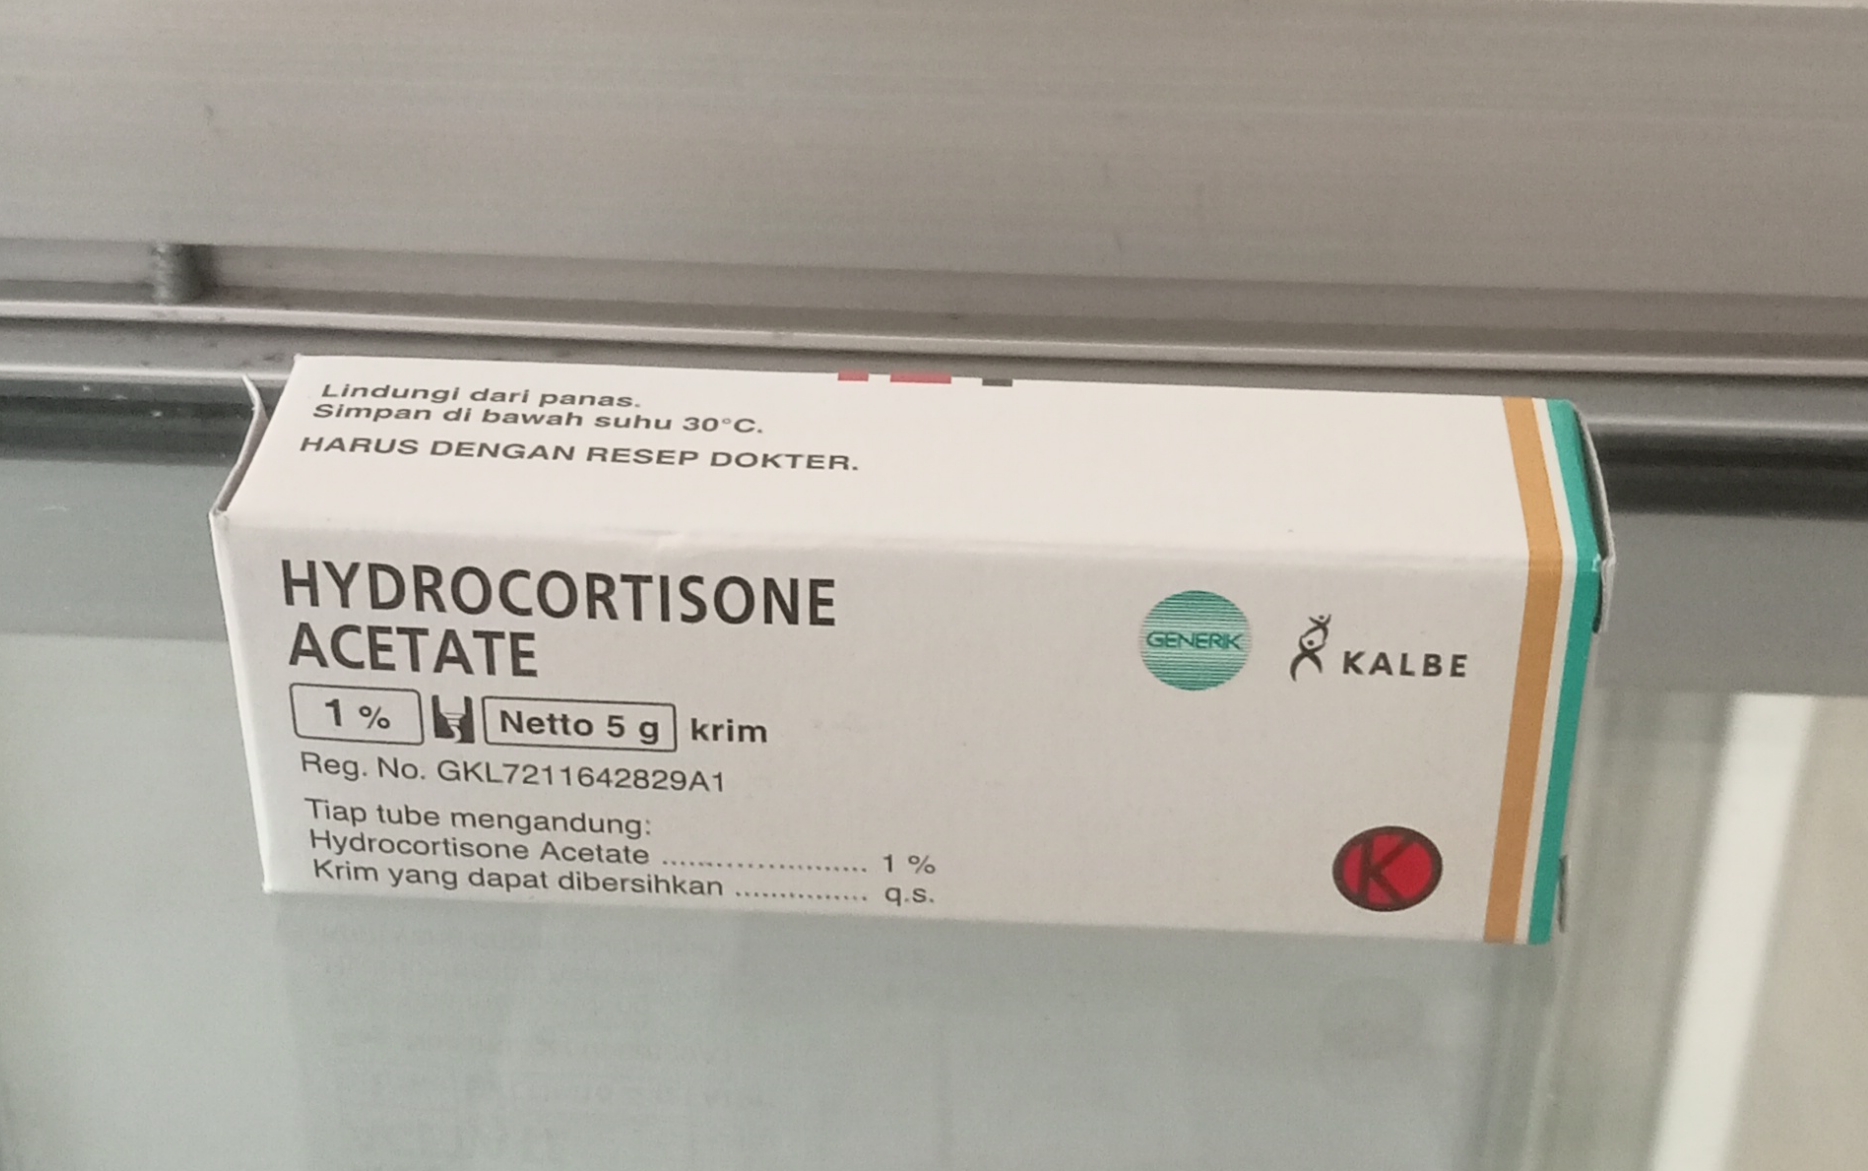 Lindungi dari panas.
Simpan di bawah suhu 30°C.
HARUS DENGAN RESEP DOKTER.
HYDROCORTISONE
ACETATE
1 % Netto 5 g krim
Reg. No. GKL7211642829A1
Tiap tube mengandung:
Hydrocortisone Acetate ...................... 1 %
Krim yang dapat dibersihkan ............... q.s.
GENERIK
KALBE
K